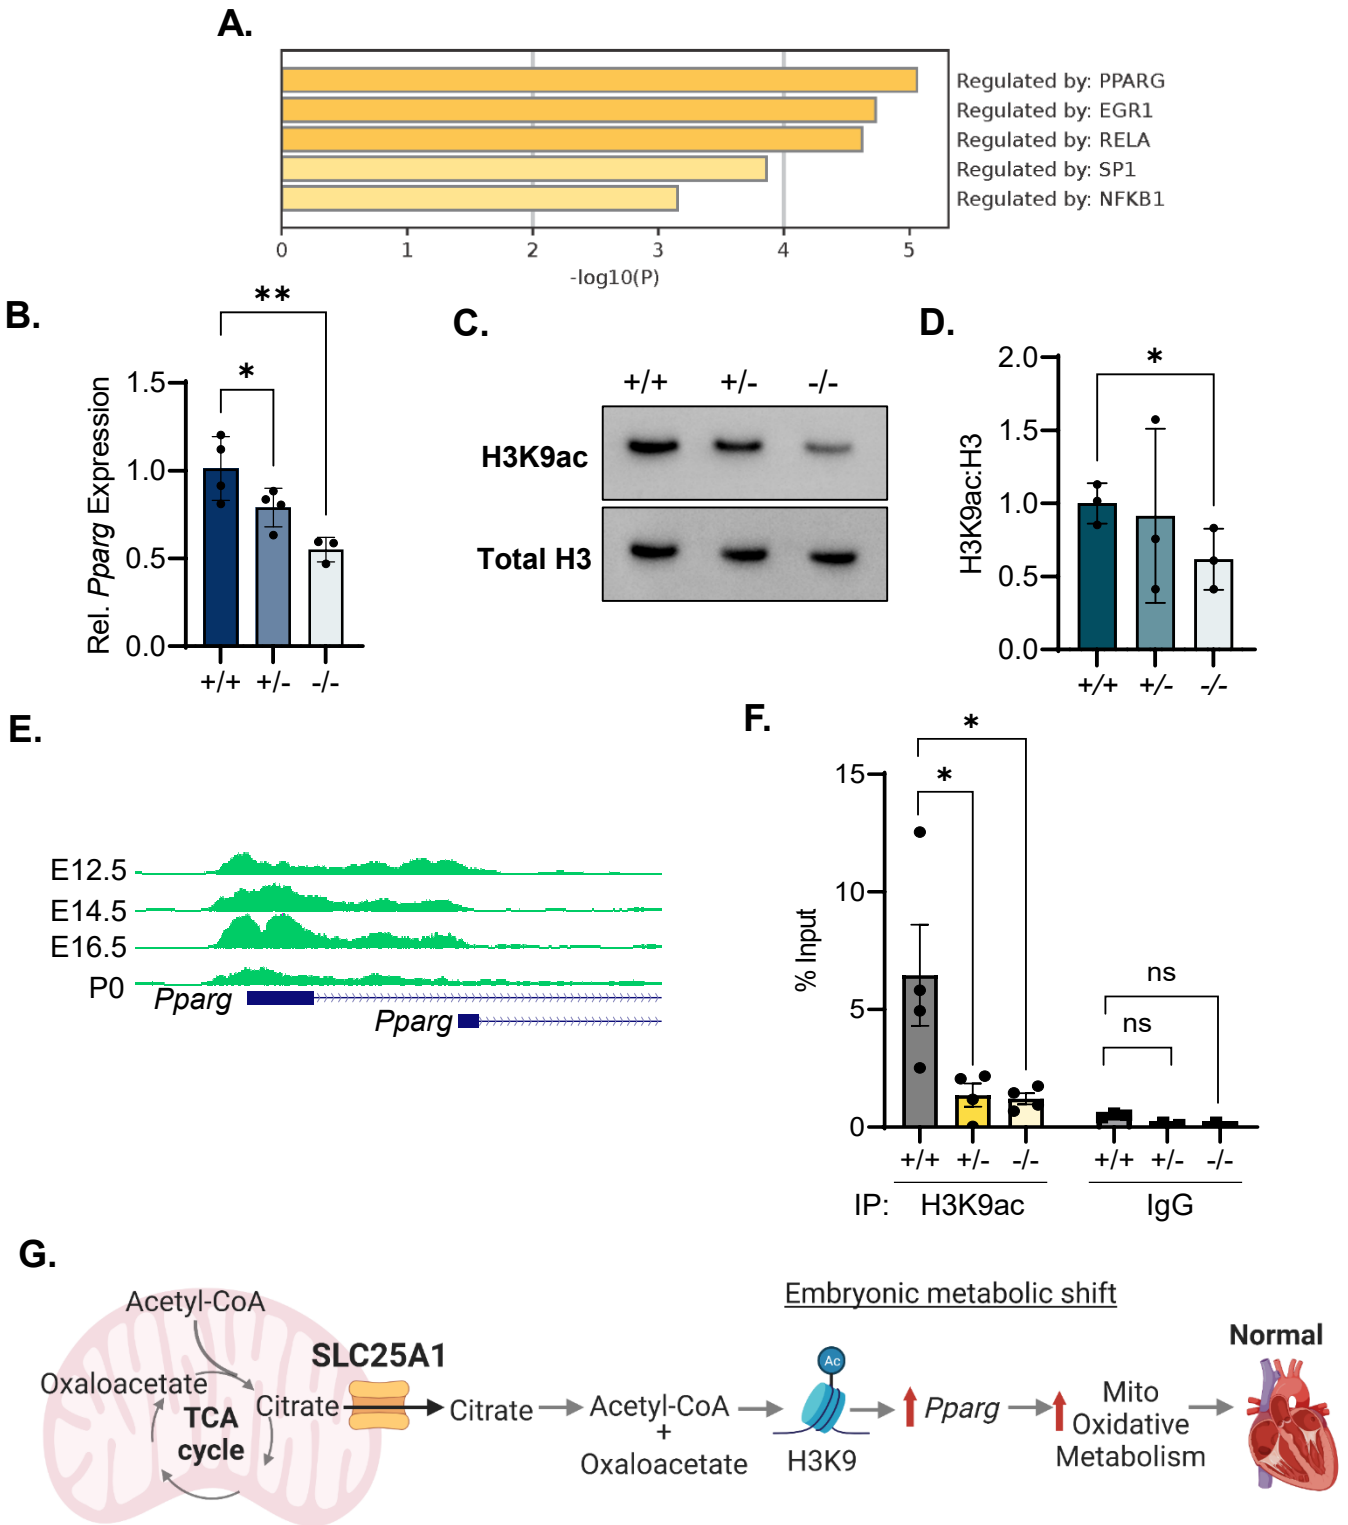 A.
Regulated by: PPARG
Regulated by: EGR1
Regulated by: RELA
Regulated by: SP1
Regulated by: NFKB1
0 1 2 3 4 5
-log10(P)
B.
**
*
Rel. Pparg Expression
1.5
1.0
0.5
0.0
+/+ +/- -/-
C.
+/+ +/- -/-
H3K9ac
Total H3
D.
*
H3K9ac:H3
2.0
1.5
1.0
0.5
0.0
+/+ +/- -/-
E.
E12.5
E14.5
E16.5
P0
Pparg
Pparg
F.
*
*
% Input
15
10
5
0
ns
ns
+/+ +/- -/- +/+ +/- -/-
IP: H3K9ac IgG
G.
Embryonic metabolic shift
Acetyl-CoA
SLC25A1
Oxaloacetate
Citrate
TCA
cycle
Citrate
Acetyl-CoA
+
Oxaloacetate
Ac
H3K9
Pparg
Mito
Oxidative
Metabolism
Normal